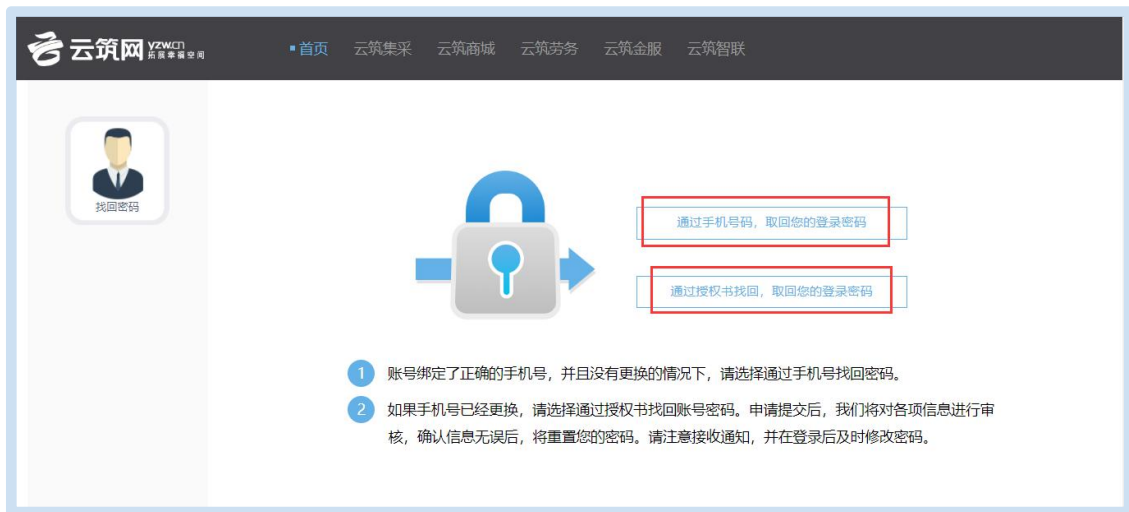 云筑网 yzw.cn
拓展幸福空间
首页 云筑集采 云筑商城 云筑劳务 云筑金服 云筑智联
找回密码
通过手机号码，取回您的登录密码
通过授权书找回，取回您的登录密码
1 账号绑定了正确的手机号，并且没有更换的情况下，请选择通过手机号找回密码。
2 如果手机号已经更换，请选择通过授权书找回账号密码。申请提交后，我们将对各项信息进行审
核，确认信息无误后，将重置您的密码。请注意接收通知，并在登录后及时修改密码。